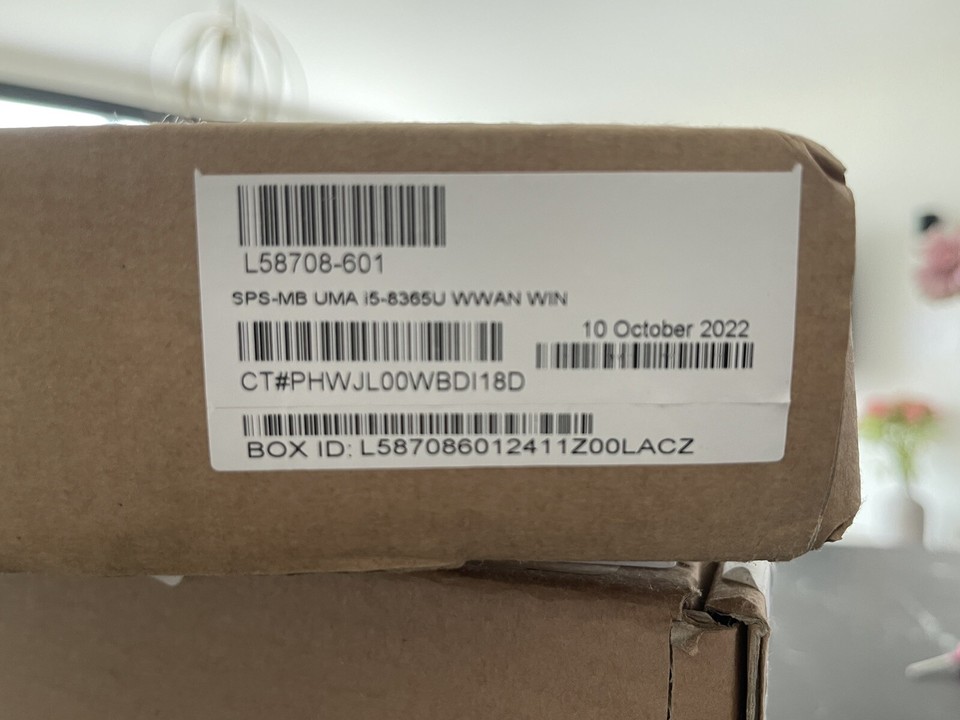 L58708-601
SPS-MB UMA i5-8365U WWAN WIN
10 October 2022
CT#PHWJL00WBDI18D
BOX ID: L587086012411Z00LACZ